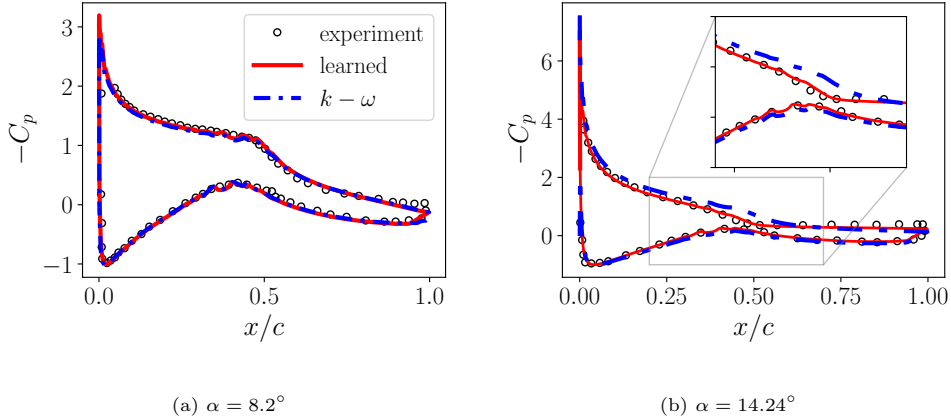 3
2
1
0
−1
−Cp
0.0
0.5
1.0
x/c
experiment
learned
k − ω
(a) α = 8.2°
6
4
2
0
−Cp
0.00
0.25
0.50
0.75
1.00
x/c
(b) α = 14.24°